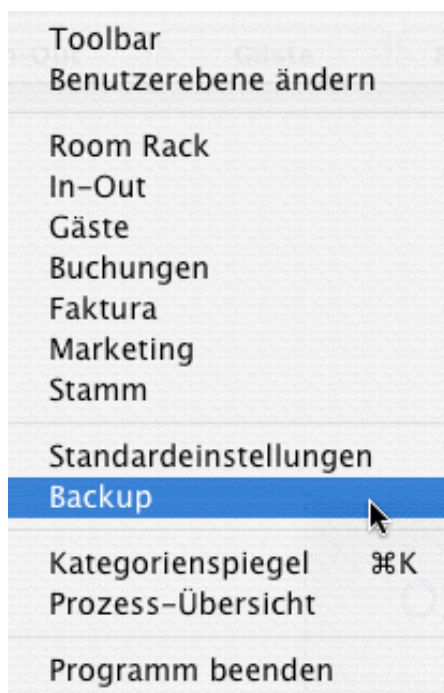 Toolbar
Benutzerebene ändern
Room Rack
In-Out
Gäste
Buchungen
Faktura
Marketing
Stamm
Standardeinstellungen
Backup
Kategorienspiegel ⌘K
Prozess-Übersicht
Programm beenden